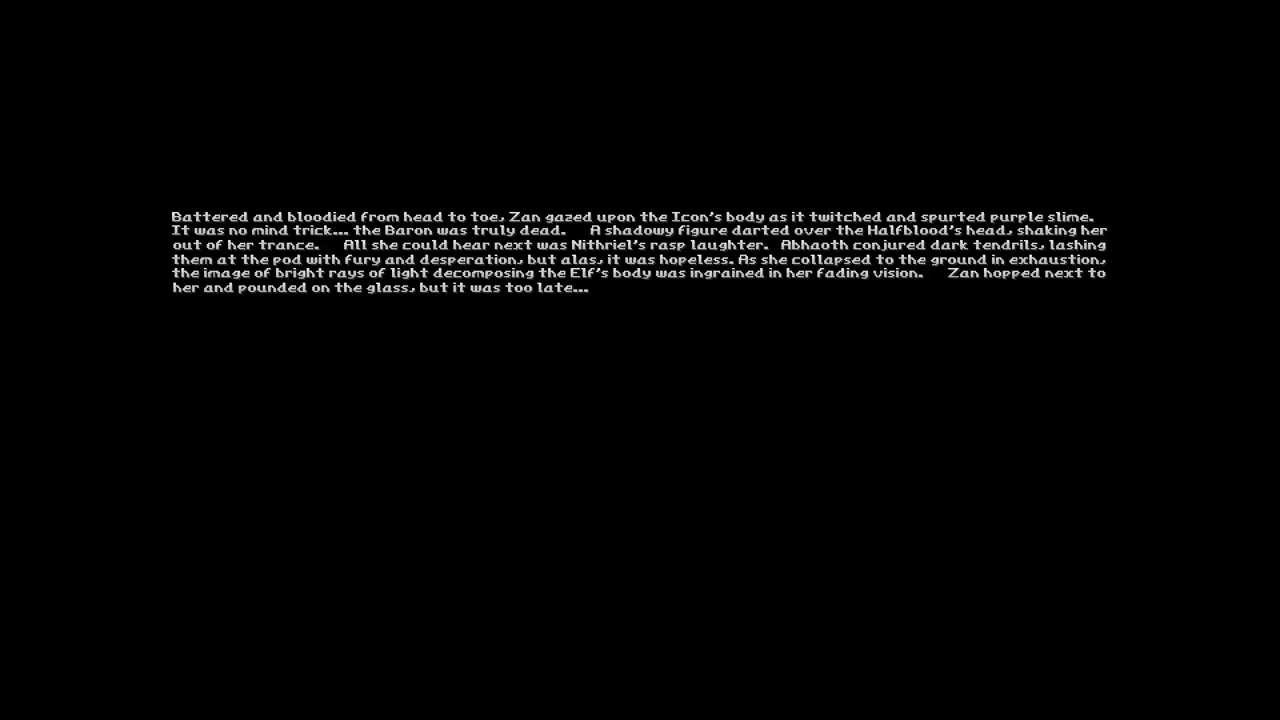 Battered and bloodied from head to toe, Zan gazed upon the Icon's body as it twitched and spurted purple slime.
It was no mind trick... the Baron was truly dead.   A shadowy figure darted over the Halfblood's head, shaking her
out of her trance.   All she could hear next was Nithriel's rasp laughter.  Abhaoth conjured dark tendrils, lashing
them at the pod with fury and desperation, but alas, it was hopeless. As she collapsed to the ground in exhaustion,
the image of bright rays of light decomposing the Elf's body was ingrained in her fading vision.   Zan hopped next to
her and pounded on the glass, but it was too late...